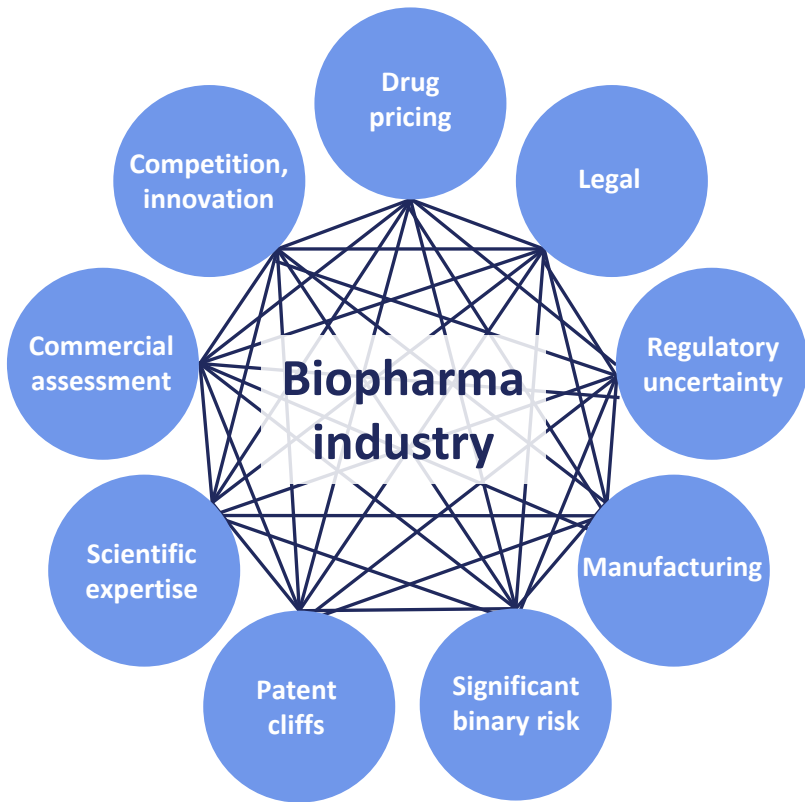 Drug
pricing
Legal
Regulatory
uncertainty
Manufacturing
Significant
binary risk
Patent
cliffs
Scientific
expertise
Commercial
assessment
Competition,
innovation
Biopharma
industry